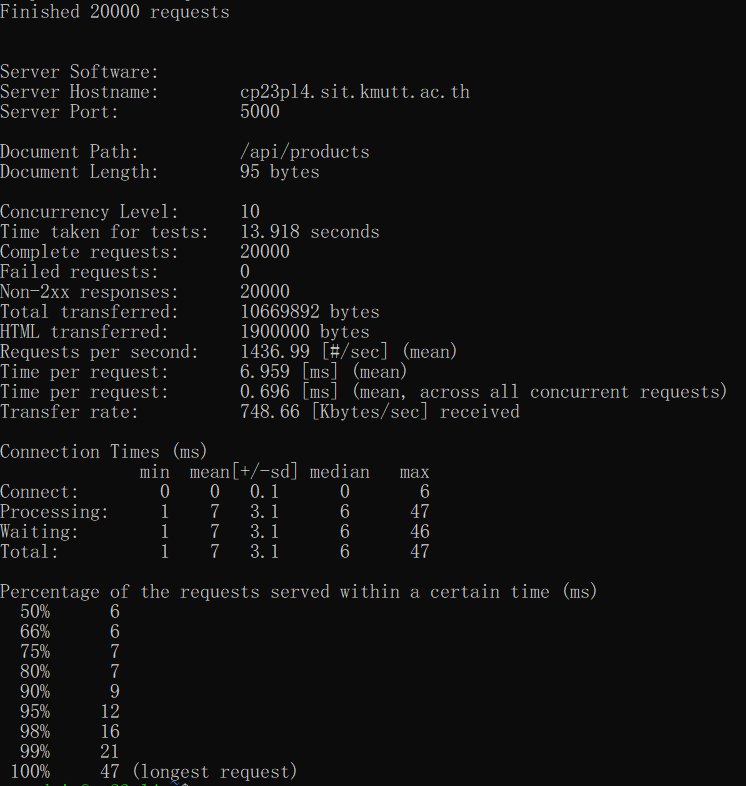 Finished 20000 requests
Server Software:
Server Hostname: cp23pl4.sit.kmutt.ac.th
Server Port: 5000
Document Path: /api/products
Document Length: 95 bytes
Concurrency Level: 10
Time taken for tests: 13.918 seconds
Complete requests: 20000
Failed requests: 0
Non-2xx responses: 20000
Total transferred: 10669892 bytes
HTML transferred: 1900000 bytes
Requests per second: 1436.99 [#/sec] (mean)
Time per request: 6.959 [ms] (mean)
Time per request: 0.696 [ms] (mean, across all concurrent requests)
Transfer rate: 748.66 [Kbytes/sec] received
Connection Times (ms)
min mean[+/-sd] median max
Connect: 0 0 0.1 0 6
Processing: 1 7 3.1 6 47
Waiting: 1 7 3.1 6 46
Total: 1 7 3.1 6 47
Percentage of the requests served within a certain time (ms)
50% 6
66% 6
75% 7
80% 7
90% 9
95% 12
98% 16
99% 21
100% 47 (longest request)